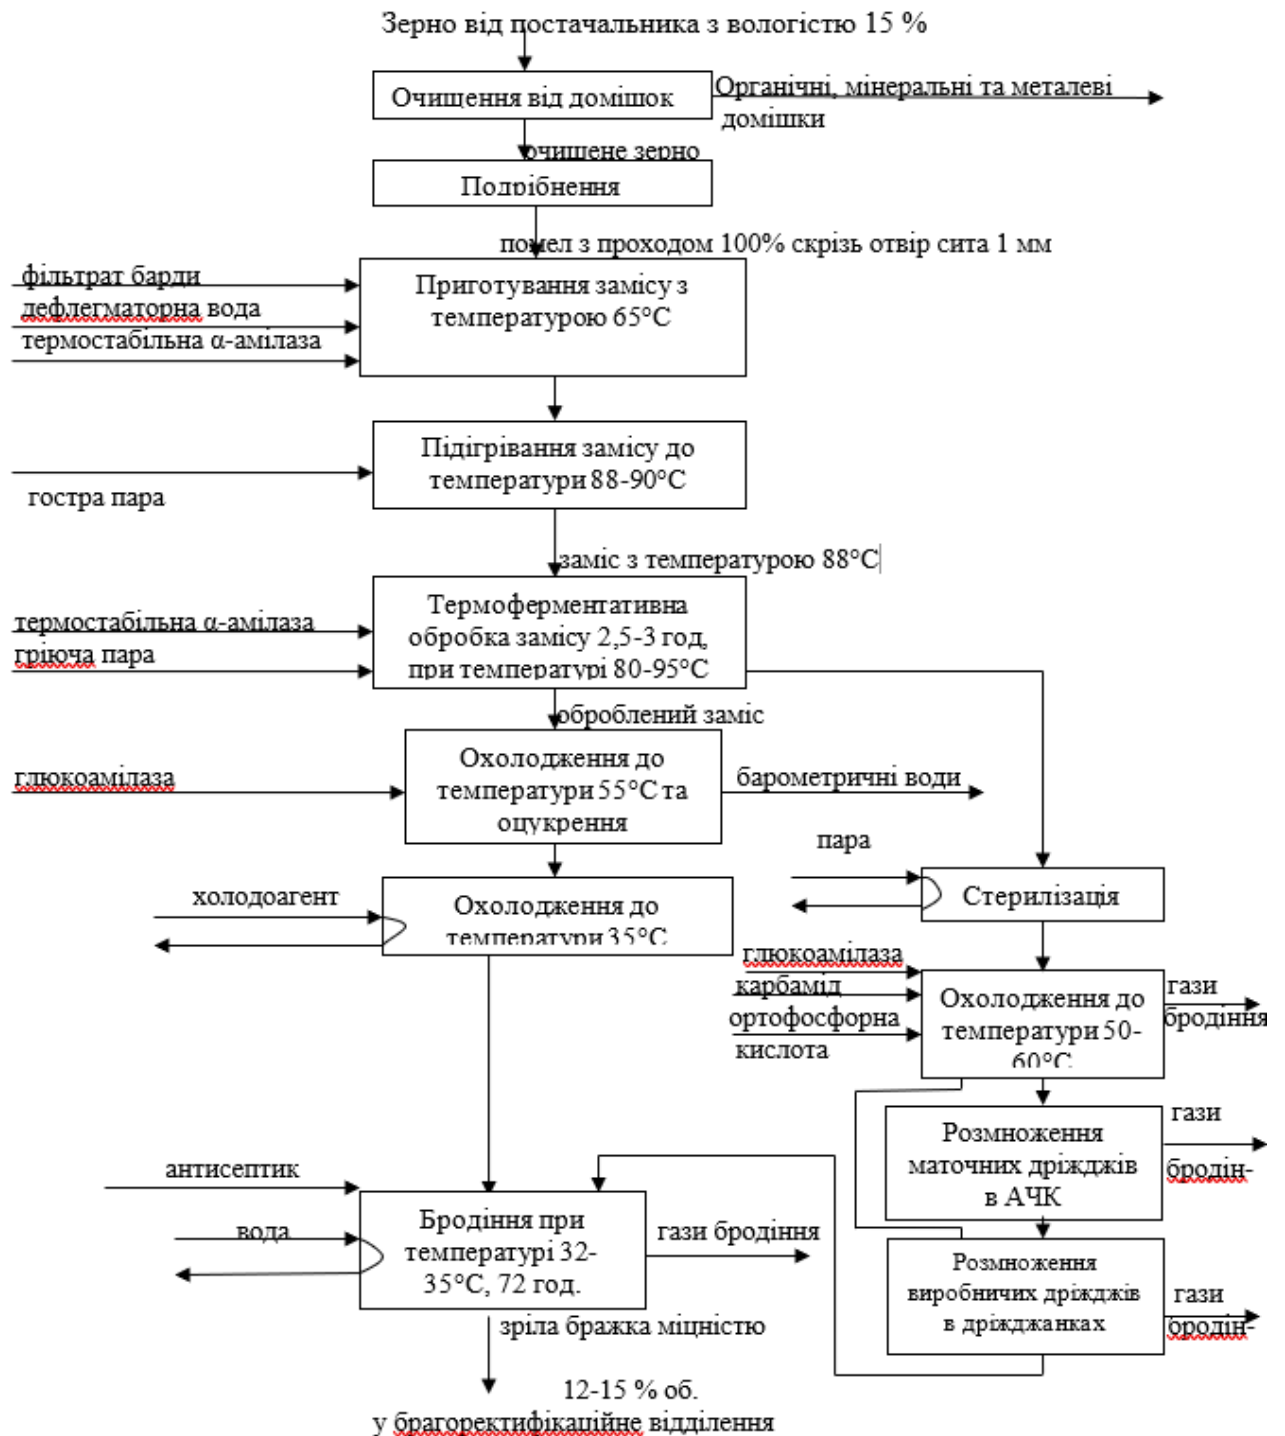 Зерно від постачальника з вологістю 15 %
Очищення від домішок
Органічні, мінеральні та металеві
домішки
очищене зерно
Подрібнення
помел з проходом 100% скрізь отвір сита 1 мм
фільтрат барди
дефлегматорна вода
термостабільна α-амілаза
Приготування замісу з
температурою 65°С
Підігрівання замісу до
температури 88-90°С
гостра пара
заміс з температурою 88°С
Термоферментативна
обробка замісу 2,5-3 год,
при температурі 80-95°С
термостабільна α-амілаза
гріюча пара
оброблений заміс
Охолодження до
температури 55°С та
оцукрення
глюкоамілаза
барометричні води
пара
Стерилізація
холодоагент
Охолодження до
температури 35°С
глюкоамілаза
карбамід
ортофосфорна
кислота
Охолодження до
температури 50-
60°С
гази
бродіння
Розмноження
маточних дріжджів
в АЧК
гази
бродін-
антисептик
вода
Бродіння при
температурі 32-
35°С, 72 год.
гази бродіння
Розмноження
виробничих дріжджів
в дріжджанках
гази
бродін-
зріла бражка міцністю
12-15 % об.
у брагоректифікаційне відділення